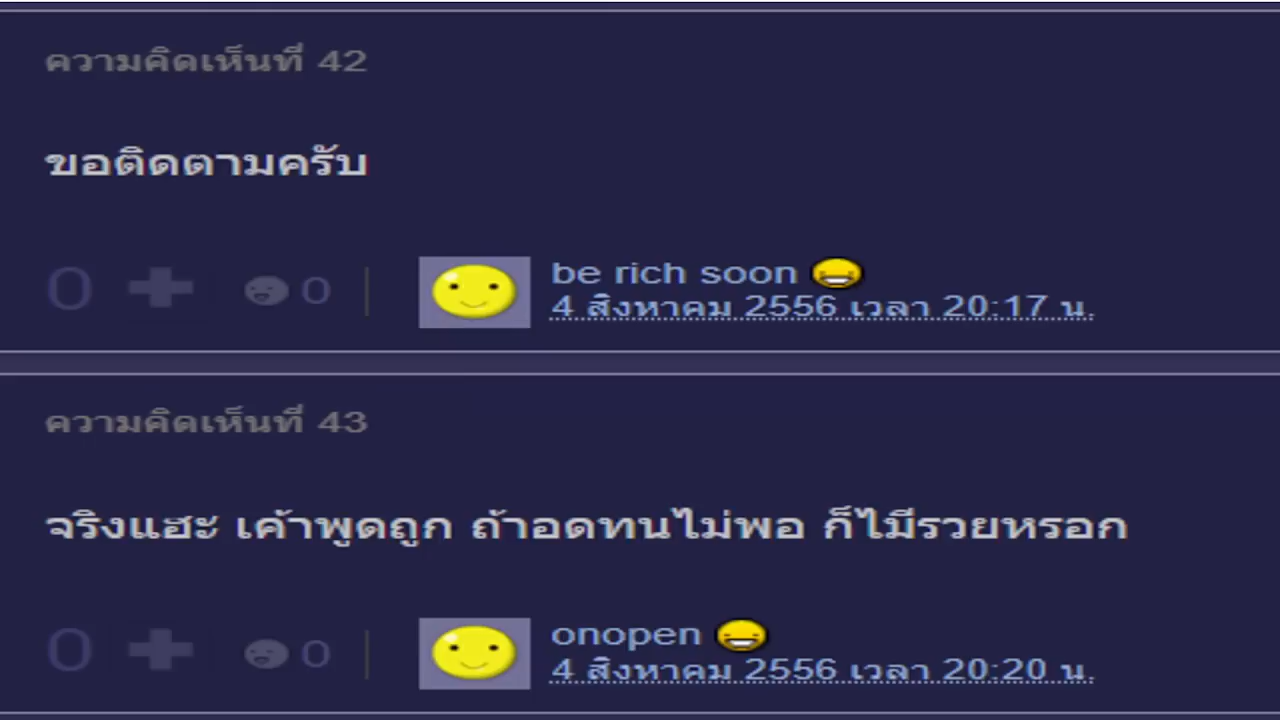 ความคิดเห็นที่ 42
ขอติดตามครับ
0 0
be rich soon
4 สิงหาคม 2556 เวลา 20:17 น.
ความคิดเห็นที่ 43
จริงแฮะ เค้าพูดถูก ถ้าอดทนไม่พอ ก็ไม่รวยหรอก
0 0
onopen
4 สิงหาคม 2556 เวลา 20:20 น.